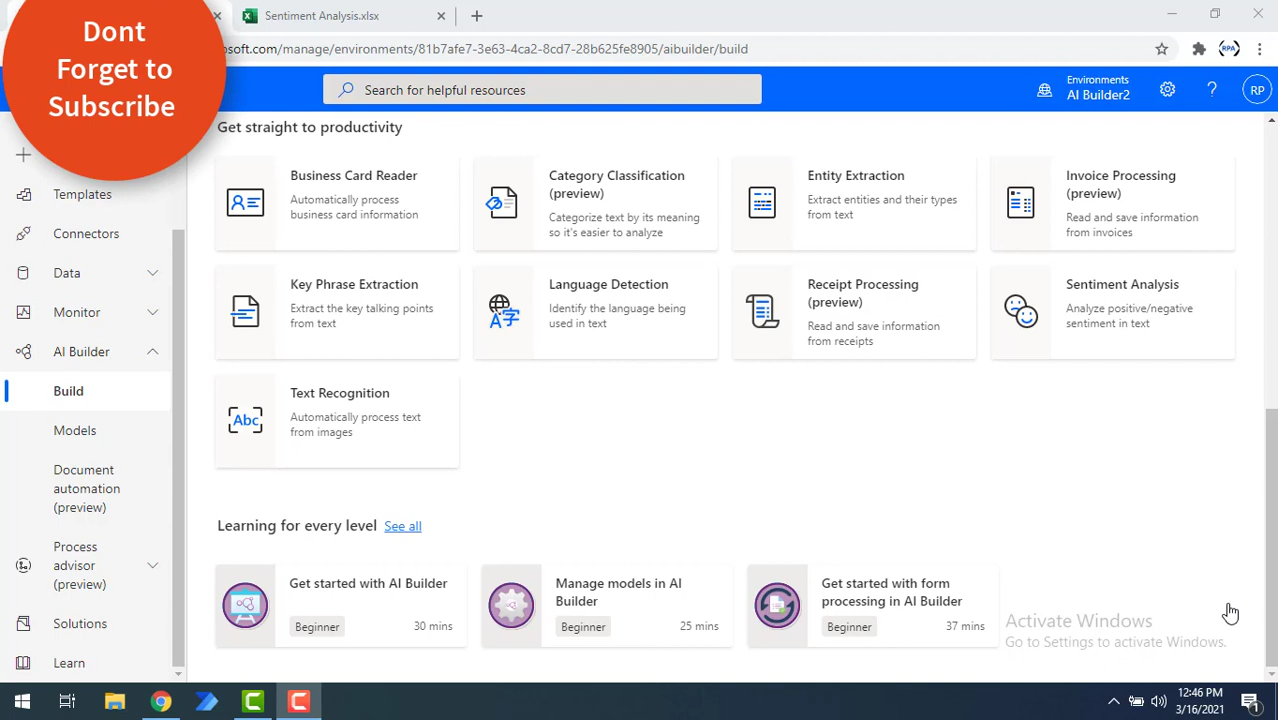 Dont
Forget to
Subscribe
Sentiment Analysis.xlsx
osoft.com/manage/environments/81b7afe7-3e63-4ca2-8cd7-28b625fe8905/aibuilder/build
RPA
Search for helpful resources
Environments
AI Builder2
?
RP
Templates
Connectors
Data
Monitor
AI Builder
Build
Models
Document
automation
(preview)
Process
advisor
(preview)
Solutions
Learn
Get straight to productivity
Business Card Reader
Automatically process
business card information
Category Classification
(preview)
Categorize text by its meaning
so it's easier to analyze
Entity Extraction
Extract entities and their types
from text
Invoice Processing
(preview)
Read and save information
from invoices
Key Phrase Extraction
Extract the key talking points
from text
A字
Language Detection
Identify the language being
used in text
Receipt Processing
(preview)
Read and save information
from receipts
Sentiment Analysis
Analyze positive/negative
sentiment in text
Abc
Text Recognition
Automatically process text
from images
Learning for every level See all
Get started with AI Builder
Beginner 30 mins
Manage models in AI
Builder
Beginner 25 mins
Get started with form
processing in AI Builder
Beginner 37 mins
Activate Windows
Go to Settings to activate Windows.
12:46 PM
3/16/2021
1